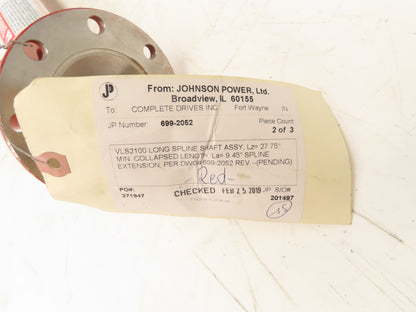 JP
From: JOHNSON POWER, Ltd.
Broadview, IL 60155
To: COMPLETE DRIVES INC Fort Wayne IN
Piece Count
JP Number: 699-2052 2 of 3
VLS2100 LONG SPLINE SHAFT ASSY, Lz= 27.75"
MIN. COLLAPSED LENGTH, La= 9.45" SPLINE
EXTENSION, PER DWG 699-2052 REV. --(PENDING)
-Red-
PO#: CHECKED FEB 25 2019 JP S/O#
271947 201497